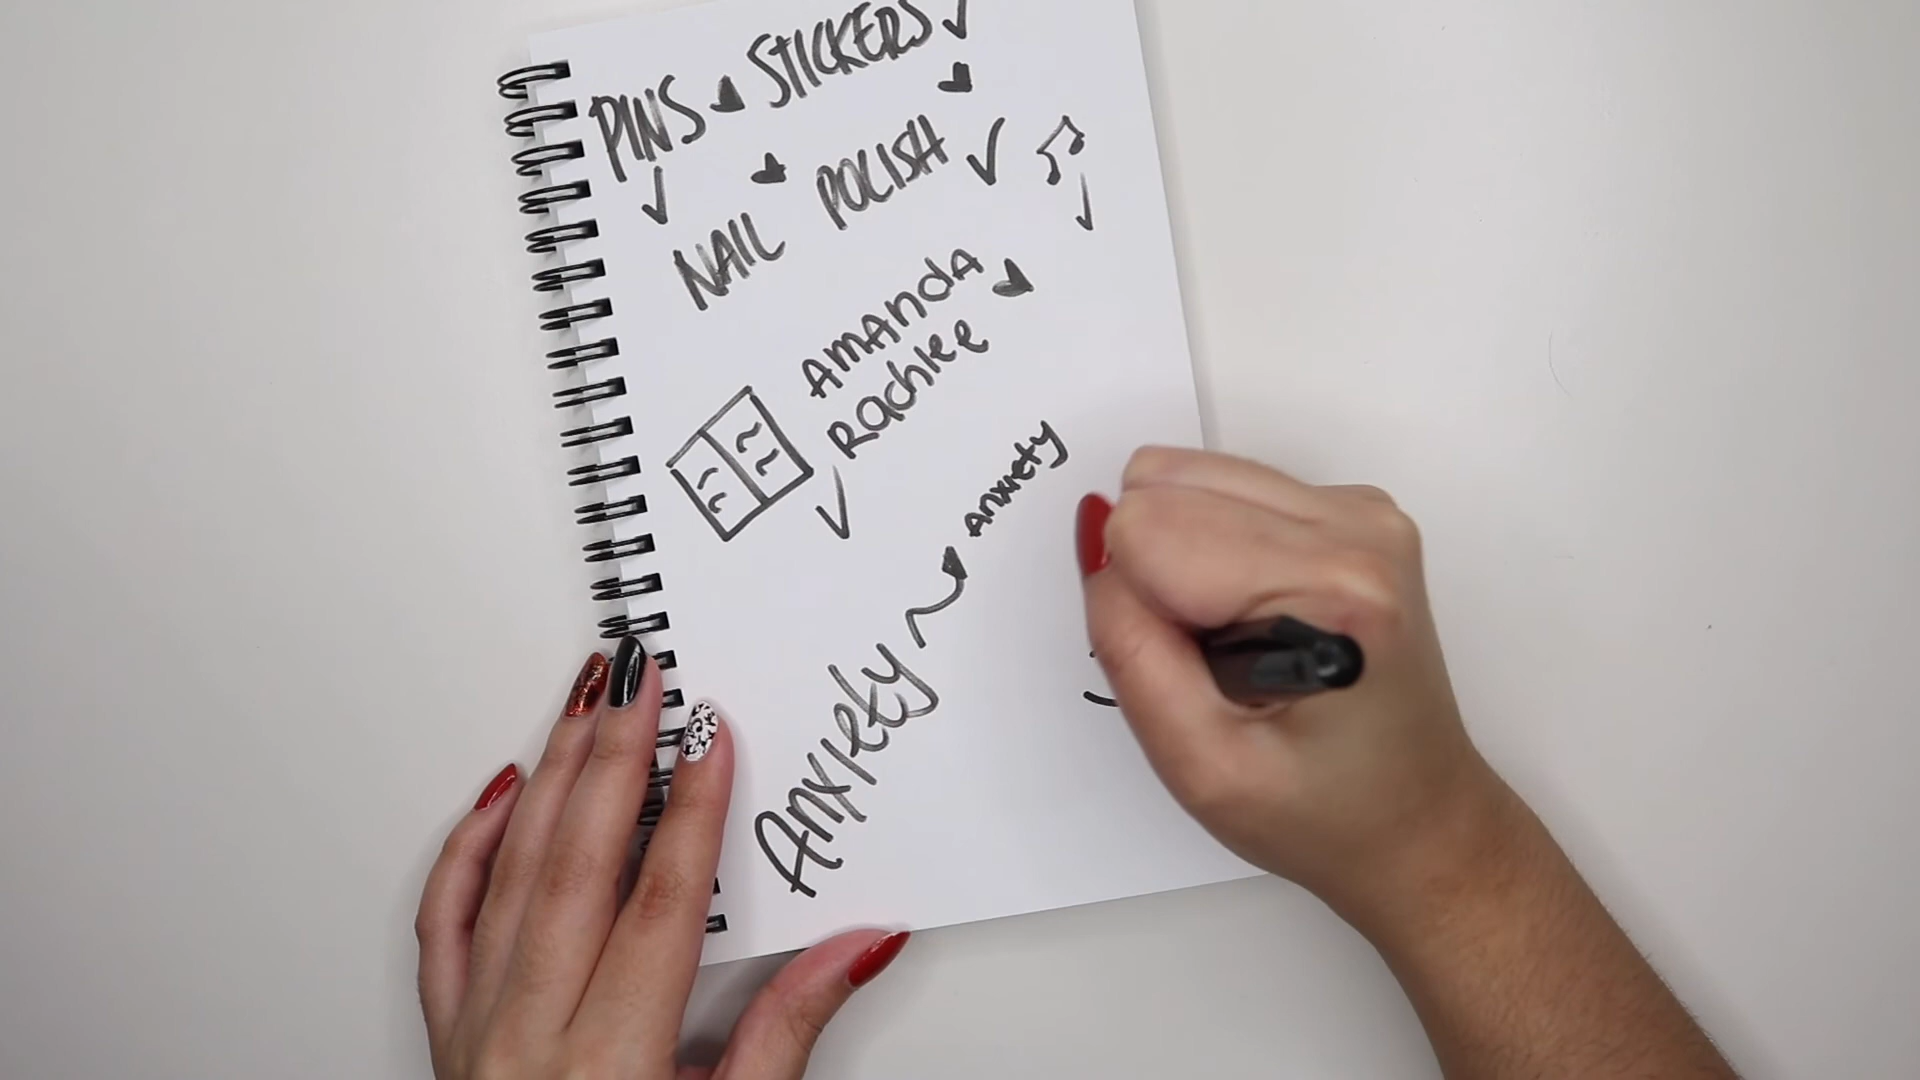 PINS STICKERS
NAIL POLISH
AMANDA
Rachlee
Anxiety
Anxiety